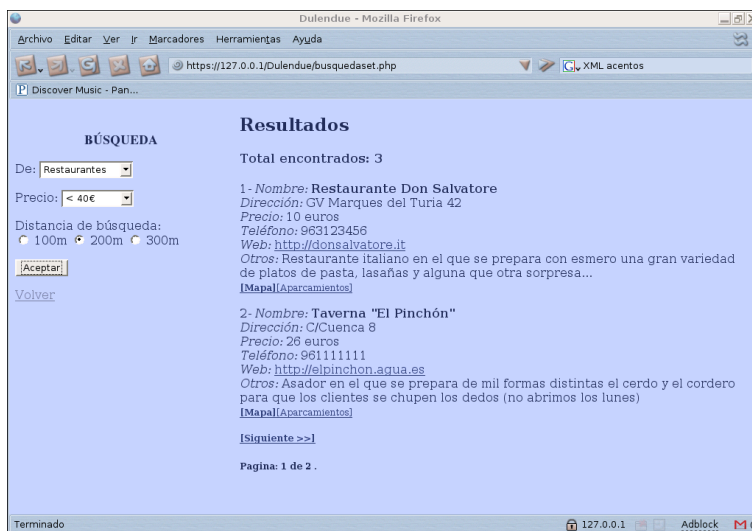 Dulendue - Mozilla Firefox
Archivo Editar Ver Ir Marcadores Herramientas Ayuda
https://127.0.0.1/Dulendue/busquedaset.php
G XML acentos
P Discover Music - Pan...
BÚSQUEDA
De: Restaurantes
Precio: < 40€
Distancia de búsqueda:
100m 200m 300m
Aceptar
Volver
Resultados
Total encontrados: 3
1- Nombre: Restaurante Don Salvatore
Dirección: GV Marques del Turia 42
Precio: 10 euros
Teléfono: 963123456
Web: http://donsalvatore.it
Otros: Restaurante italiano en el que se prepara con esmero una gran variedad
de platos de pasta, lasañas y alguna que otra sorpresa...
[Mapa][Aparcamientos]
2- Nombre: Taverna "El Pinchón"
Dirección: C/Cuenca 8
Precio: 26 euros
Teléfono: 961111111
Web: http://elpinchon.agua.es
Otros: Asador en el que se prepara de mil formas distintas el cerdo y el cordero
para que los clientes se chupen los dedos (no abrimos los lunes)
[Mapa][Aparcamientos]
[Siguiente >>]
Pagina: 1 de 2 .
Terminado
127.0.0.1 Adblock M